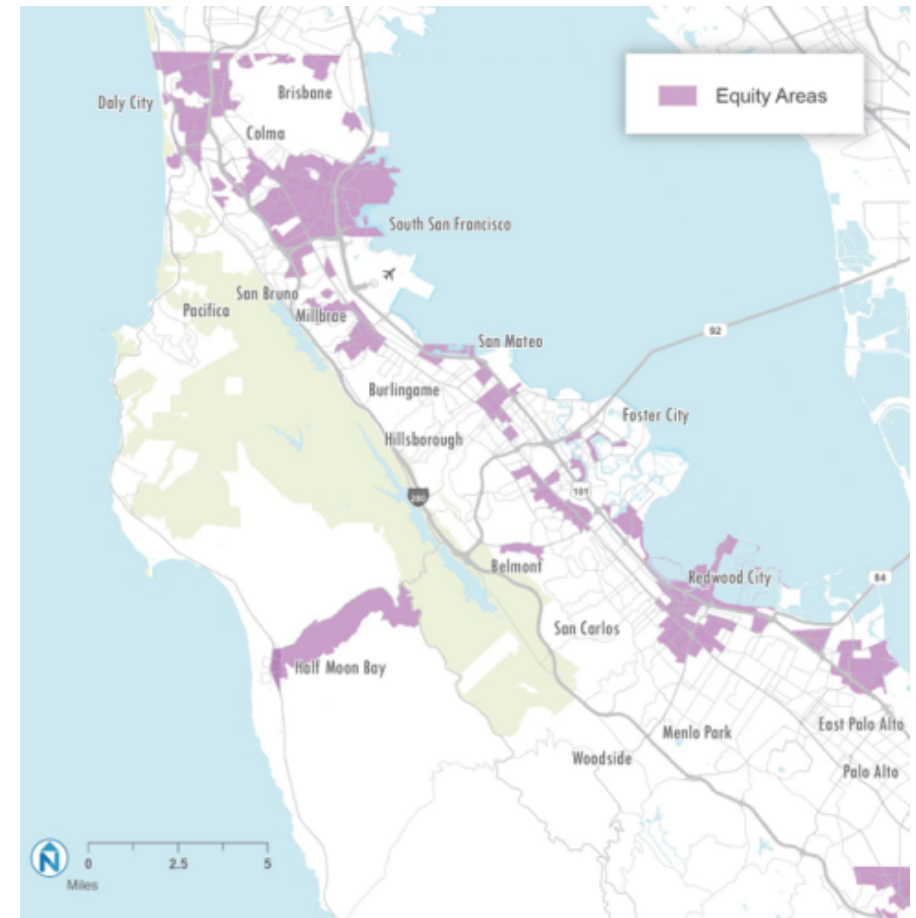 Equity Areas
Brisbane
Daly City
Colma
South San Francisco
San Bruno
Pacifica
Millbrae
92
San Mateo
Burlingame
Foster City
Hillsborough
280
101
Belmont
Redwood City
84
San Carlos
Half Moon Bay
East Palo Alto
Menlo Park
Woodside
Palo Alto
N
0 2.5 5
Miles